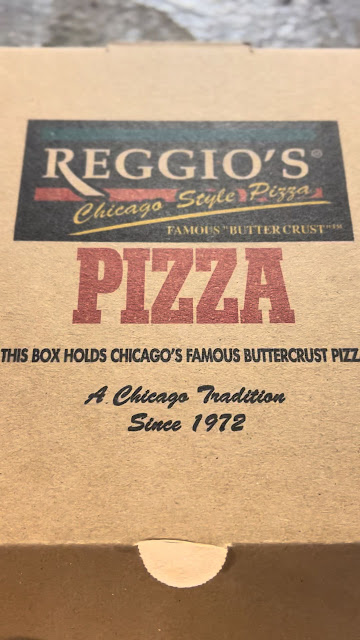 REGGIO'S®
Chicago Style Pizza
FAMOUS "BUTTER CRUST"™
PIZZA
THIS BOX HOLDS CHICAGO'S FAMOUS BUTTERCRUST PIZZ
A Chicago Tradition
Since 1972